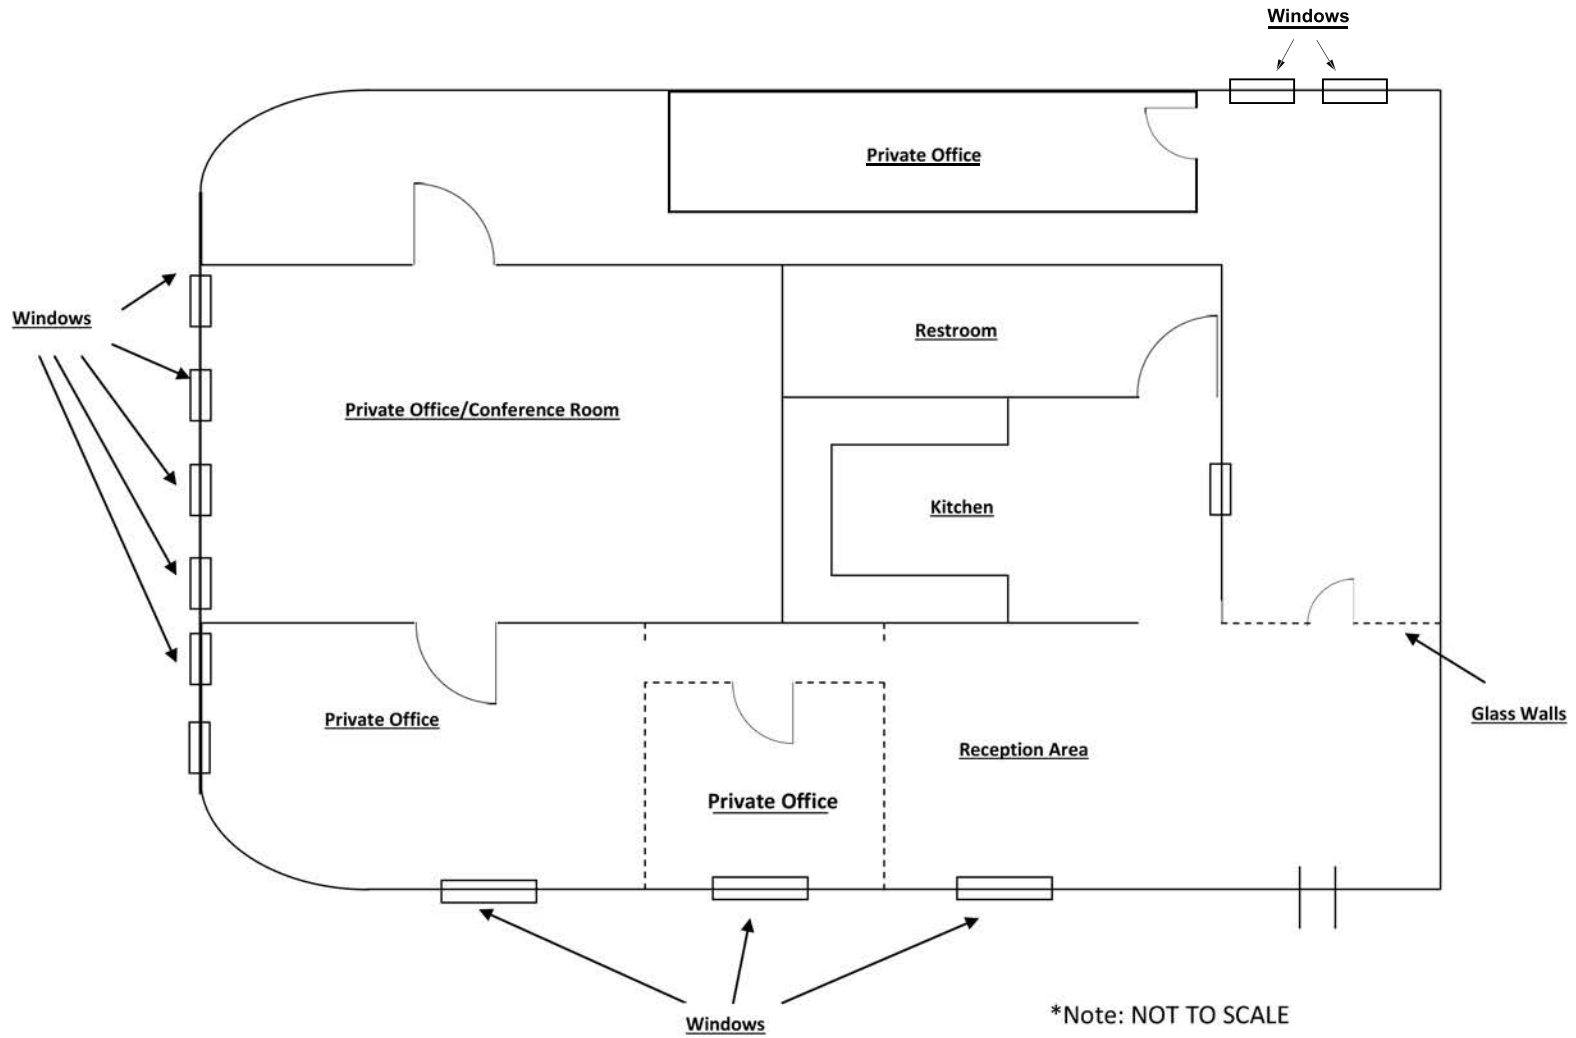 Windows
Private Office
Windows
Restroom
Private Office/Conference Room
Kitchen
Glass Walls
Private Office
Reception Area
Private Office
Windows
*Note: NOT TO SCALE